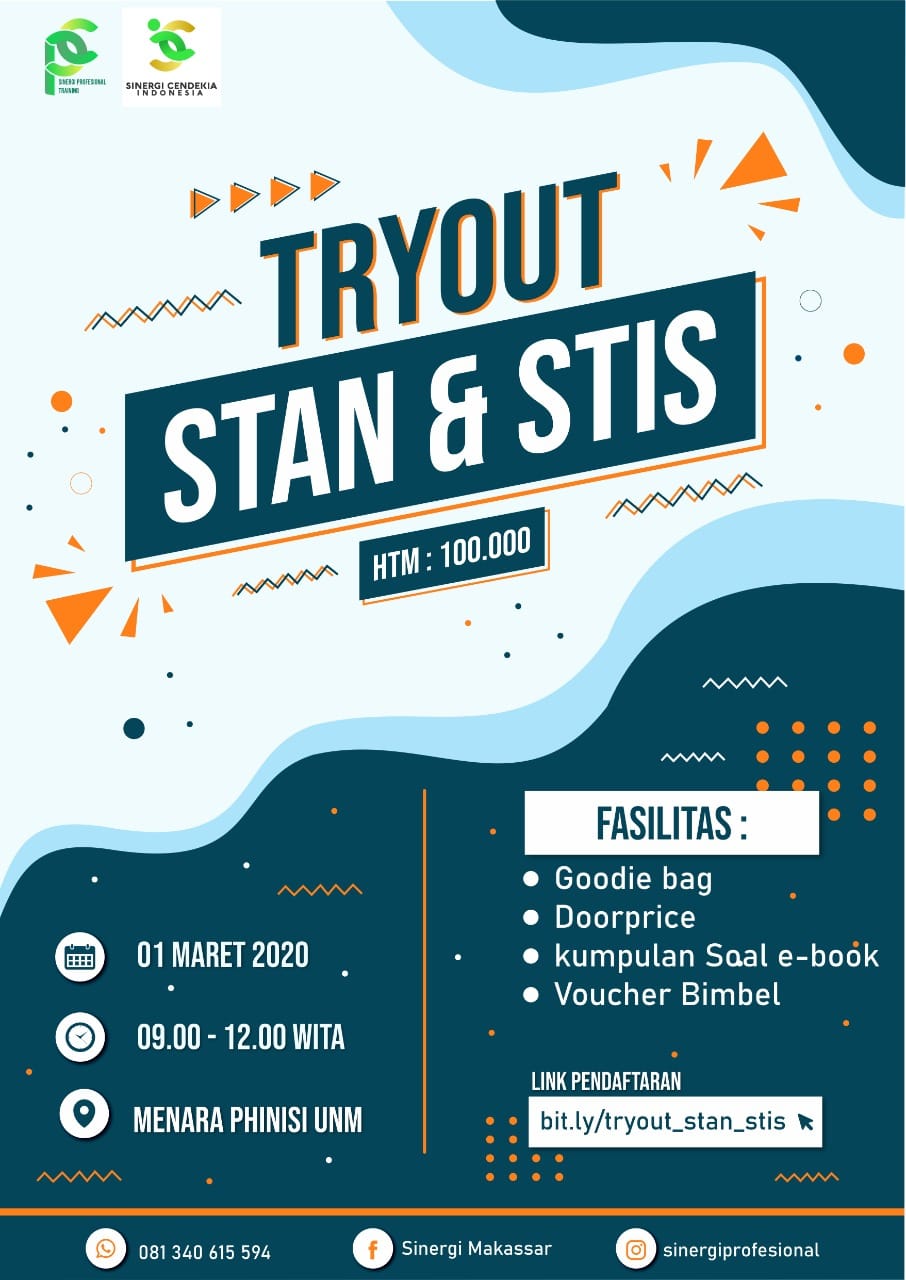 SINERGI PROFESIONAL
TRAINING
SINERGI CENDEKIA
INDONESIA
TRYOUT
STAN & STIS
HTM : 100.000
01 MARET 2020
09.00 - 12.00 WITA
MENARA PHINISI UNM
FASILITAS :
Goodie bag
Doorprice
kumpulan Soal e-book
Voucher Bimbel
LINK PENDAFTARAN
bit.ly/tryout_stan_stis
081 340 615 594
Sinergi Makassar
sinergiprofesional